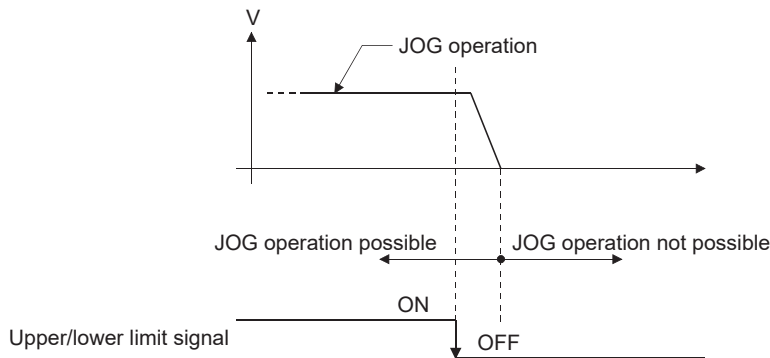 V
JOG operation
JOG operation possible
JOG operation not possible
ON
Upper/lower limit signal
OFF